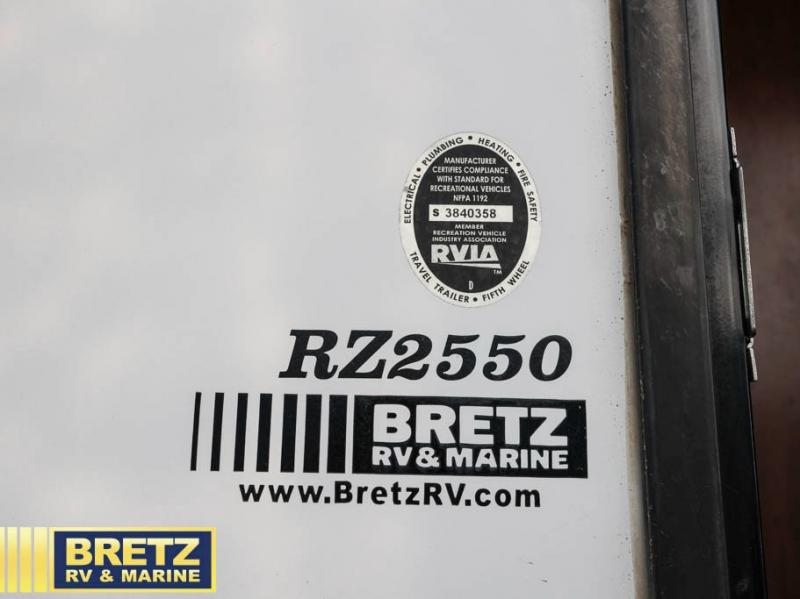 ELECTRICAL • PLUMBING • HEATING • FIRE SAFETY
MANUFACTURER
CERTIFIES COMPLIANCE
WITH STANDARD FOR
RECREATIONAL VEHICLES
NFPA 1192
S 3840358
MEMBER
RECREATION VEHICLE
INDUSTRY ASSOCIATION
RVIA
TM
D
TRAVEL TRAILER • FIFTH WHEEL
RZ2550
BRETZ
RV & MARINE
www.BretzRV.com
BRETZ
RV & MARINE